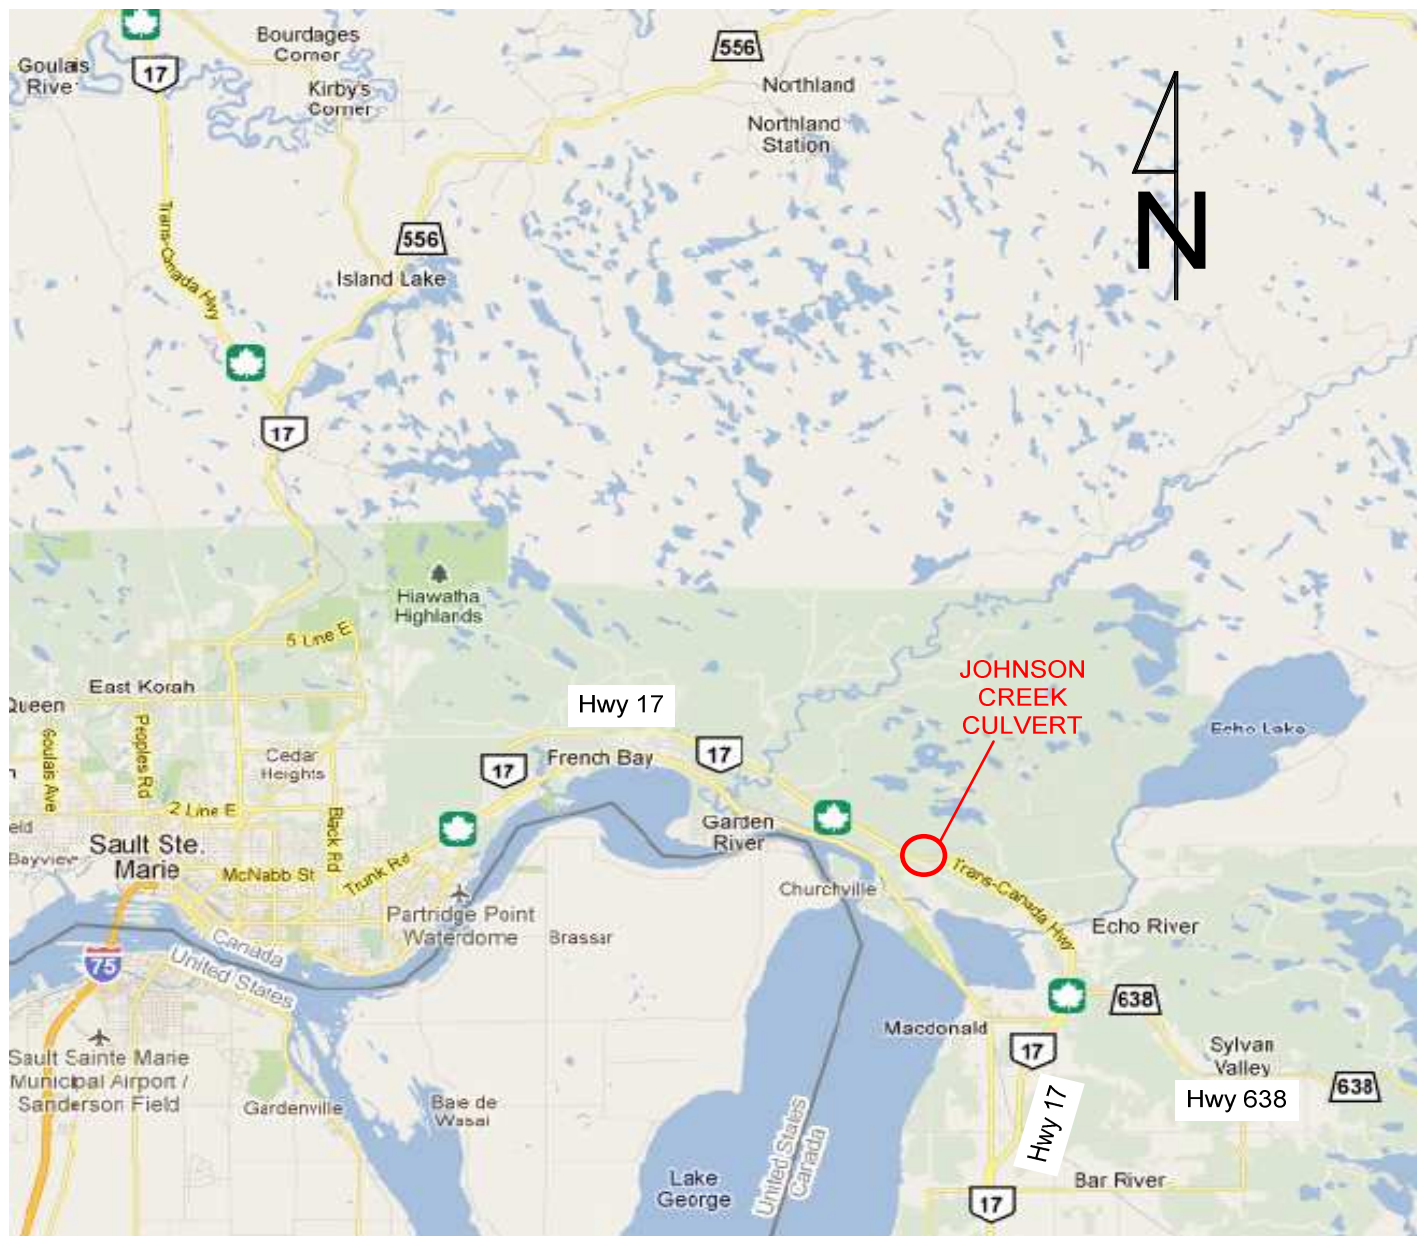 Bourdages
Corner
556
Goulais
River
17
Kirby's
Corner
Northland
Northland
Station
N
Trans-Canada Hwy
556
Island Lake
17
Hiawatha
Highlands
5 Line E
JOHNSON
CREEK
CULVERT
East Korah
Queen
Hwy 17
Echo Lake
Goulais Ave
Peoples Rd
Cedar
Heights
17
French Bay
17
2 Line E
Black Rd
Garden
River
Sault Ste.
Marie
Bayview
McNabb St
Trunk Rd
Trans-Canada Hwy
Churchville
Partridge Point
Waterdome
Brassar
Echo River
Canada
United States
75
638
Macdonald
17
Sylvan
Valley
Sault Sainte Marie
Municipal Airport /
Sanderson Field
638
Hwy 638
Gardenville
Baie de
Wasai
Hwy 17
United States
Canada
Lake
George
Bar River
17